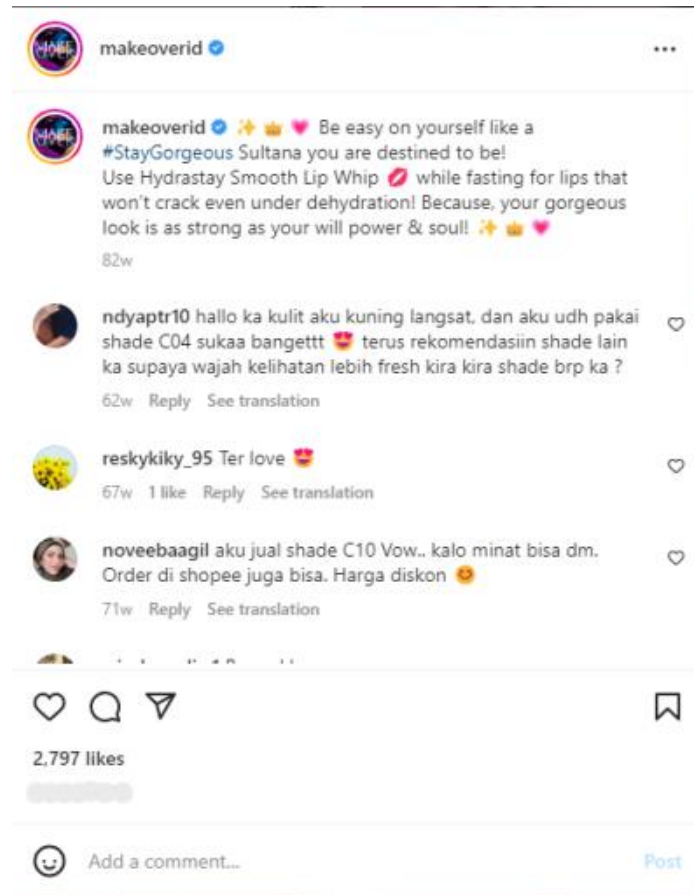 makeoverid
makeoverid ✨ 👑 💗 Be easy on yourself like a
#StayGorgeous Sultana you are destined to be!
Use Hydrastay Smooth Lip Whip 💋 while fasting for lips that
won't crack even under dehydration! Because, your gorgeous
look is as strong as your will power & soul! ✨ 👑 💗
82w
ndyaptr10 hallo ka kulit aku kuning langsat, dan aku udh pakai
shade C04 sukaa bangettt 😍 terus rekomendasiin shade lain
ka supaya wajah kelihatan lebih fresh kira kira shade brp ka ?
62w Reply See translation
reskykiky_95 Ter love 😍
67w 1 like Reply See translation
noveebaagil aku jual shade C10 Vow.. kalo minat bisa dm.
Order di shopee juga bisa. Harga diskon 😊
71w Reply See translation
2,797 likes
Add a comment...
Post